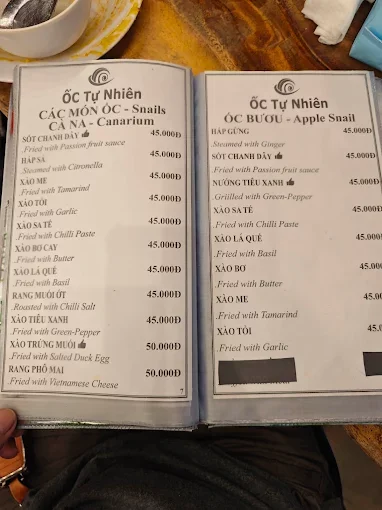 ỐC Tự Nhiên
CÁC MÓN ỐC - Snails
CÀ NA - Canarium
SỐT CHANH DÂY 45.000Đ
.Fried with Passion fruit sauce
HẤP SẢ 45.000Đ
.Steamed with Citronella
XÀO ME 45.000Đ
.Fried with Tamarind
XÀO TỎI 45.000Đ
.Fried with Garlic
XÀO SA TẾ 45.000Đ
.Fried with Chilli Paste
XÀO BƠ CAY 45.000Đ
.Fried with Butter
XÀO LÁ QUẾ 45.000Đ
.Fried with Basil
RANG MUỐI ỚT 45.000Đ
.Roasted with Chilli Salt
XÀO TIÊU XANH 45.000Đ
.Fried with Green-Pepper
XÀO TRỨNG MUỐI 50.000Đ
.Fried with Salted Duck Egg
RANG PHÔ MAI 50.000Đ
.Fried with Vietnamese Cheese
7
ỐC Tự Nhiên
ỐC BƯƠU - Apple Snail
HẤP GỪNG 45.000Đ
.Steamed with Ginger
SỐT CHANH DÂY 45.000Đ
.Fried with Passion fruit sauce
NƯỚNG TIÊU XANH 45.000Đ
.Griilled with Green-Pepper
XÀO SA TẾ 45.000Đ
.Fried with Chilli Paste
XÀO LÁ QUẾ 45.000Đ
.Fried with Basil
XÀO BƠ 45.000Đ
.Fried with Butter
XÀO ME 45.000Đ
.Fried with Tamarind
XÀO TỎI 45.000Đ
.Fried with Garlic